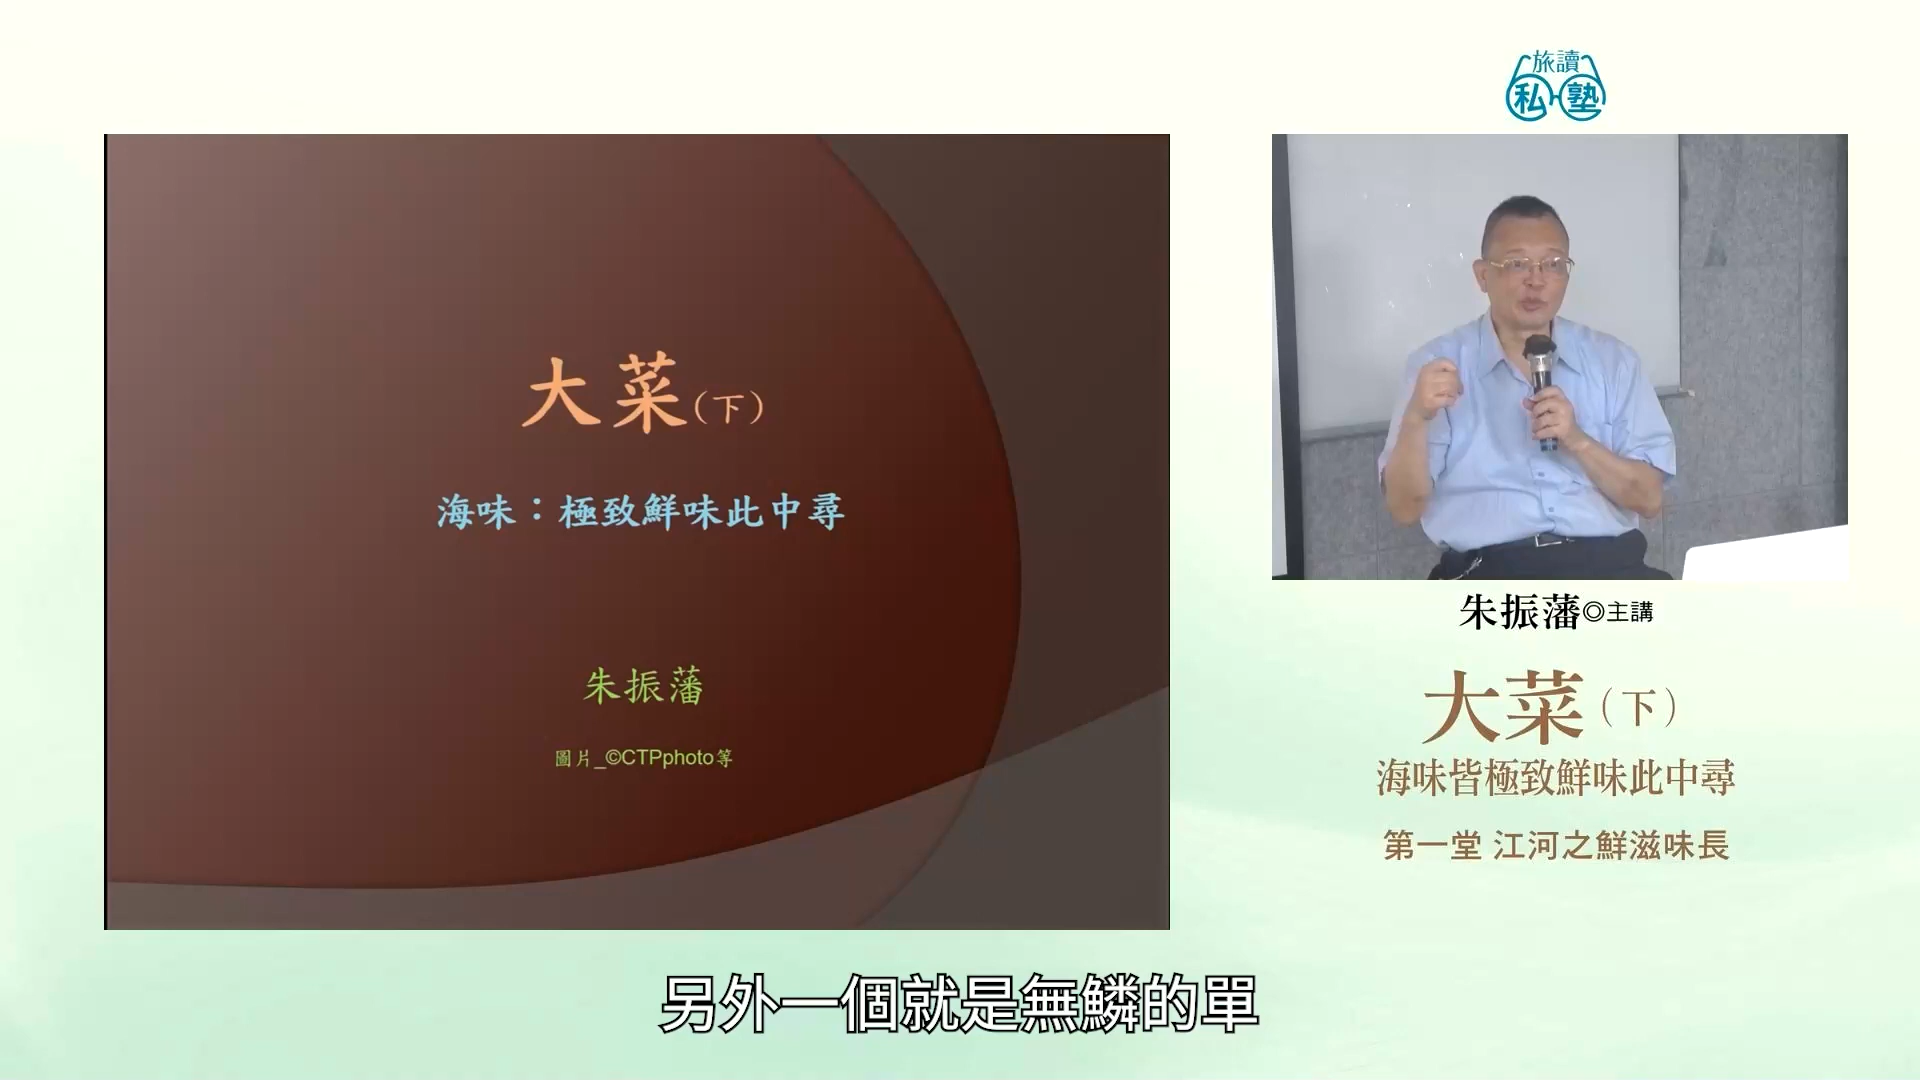 旅讀
私塾
大菜（下）
海味：極致鮮味此中尋
朱振藩
圖片_©CTPphoto等
朱振藩◎主講
大菜（下）
海味皆極致鮮味此中尋
第一堂 江河之鮮滋味長
另外一個就是無鱗的單